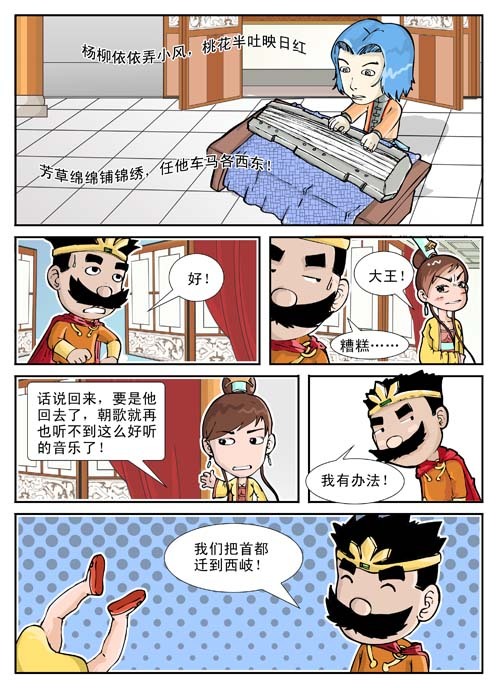 杨柳依依弄小风，桃花半吐映日红
芳草绵绵铺锦绣，任他车马各西东！
好！
大王！
糟糕……
话说回来，要是他
回去了，朝歌就再
也听不到这么好听
的音乐了！
我有办法！
我们把首都
迁到西岐！